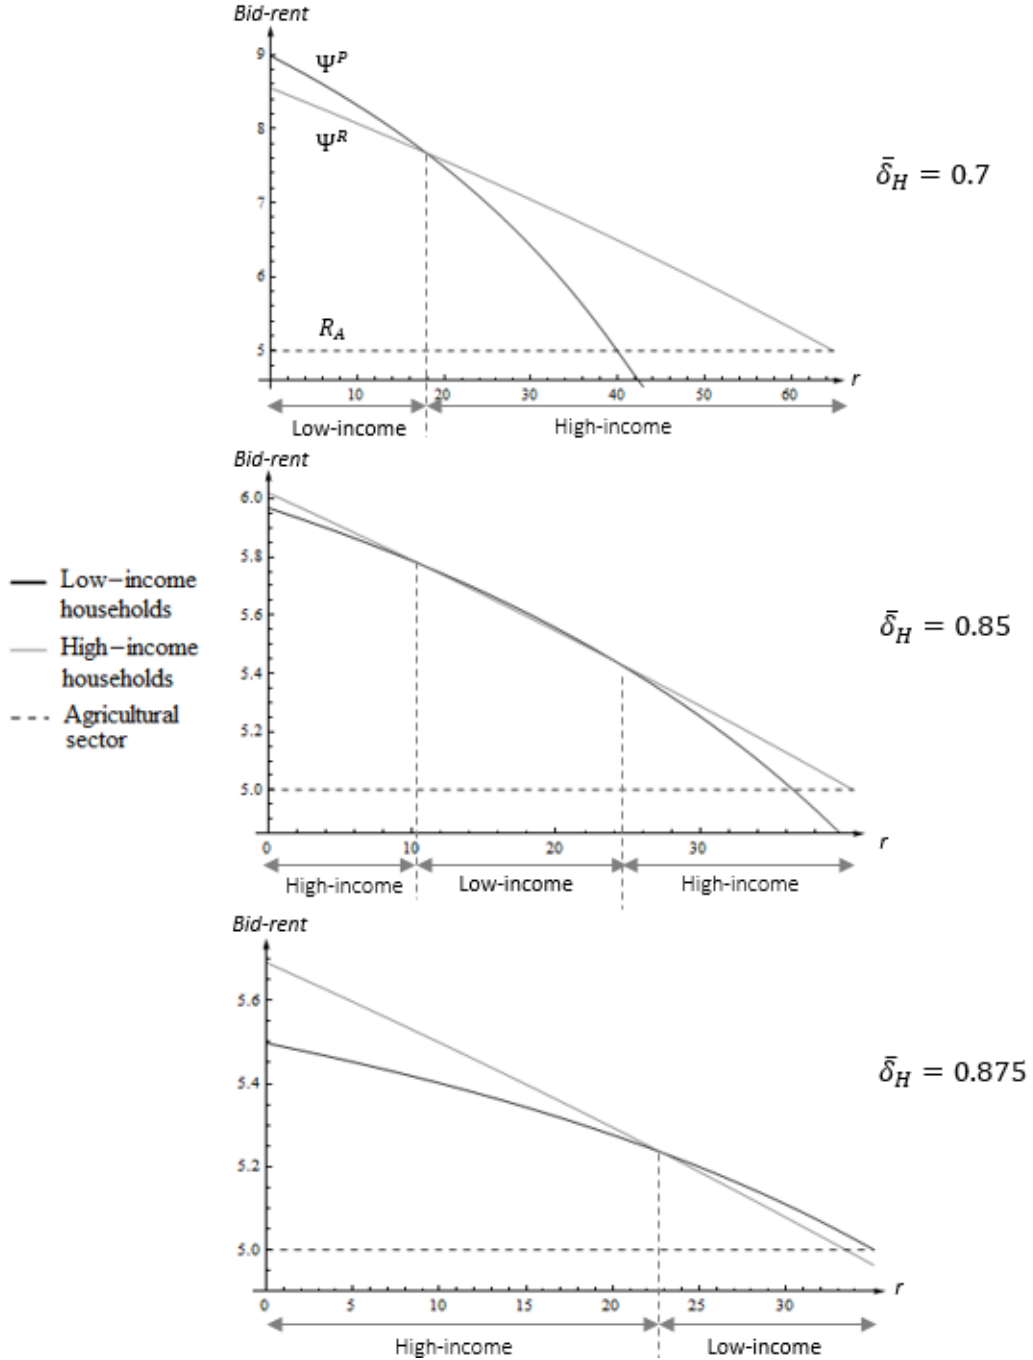 Bid-rent
9
Ψ^P
8
Ψ^R
δ̄_H = 0.7
7
6
R_A
5
10 20 30 40 50 60 r
Low-income High-income
Bid-rent
6.0
5.8
Low-income
households
5.6
δ̄_H = 0.85
High-income
households
5.4
Agricultural
sector
5.2
5.0
0 10 20 30 r
High-income Low-income High-income
Bid-rent
5.6
5.4
δ̄_H = 0.875
5.2
5.0
0 5 10 15 20 25 30 r
High-income Low-income